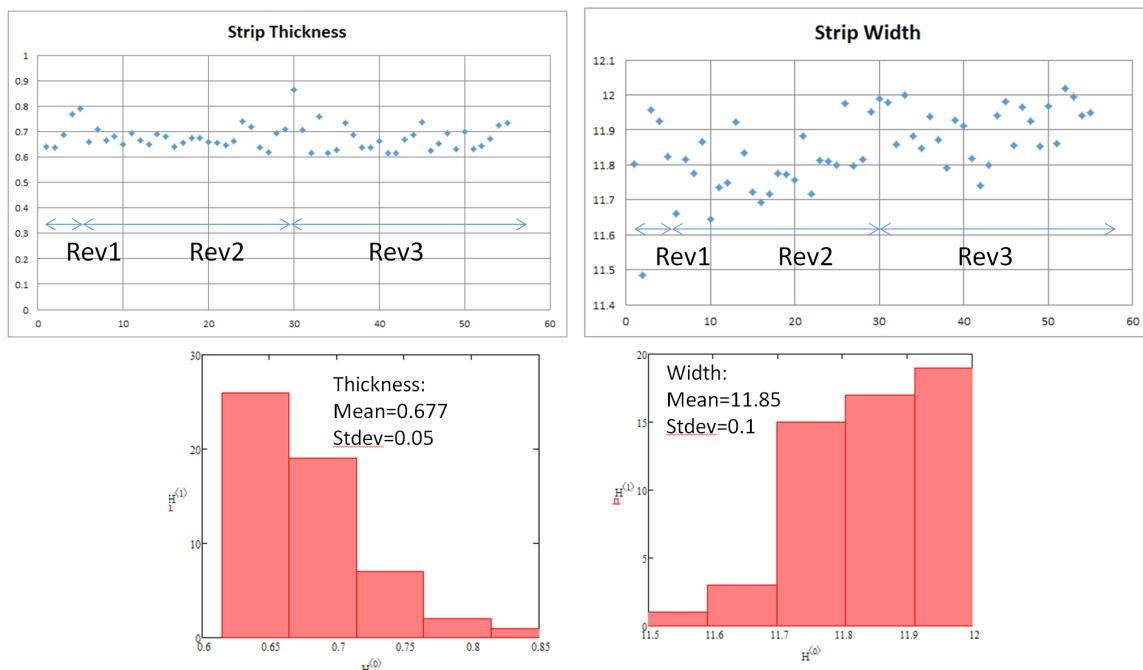 Strip Thickness
1
0.9
0.8
0.7
0.6
0.5
0.4
0.3
0.2
0.1
0
Rev1
Rev2
Rev3
0 10 20 30 40 50 60
Strip Width
12.1
12
11.9
11.8
11.7
11.6
11.5
11.4
Rev1
Rev2
Rev3
0 10 20 30 40 50 60
30
20
10
0
H⟨1⟩
Thickness:
Mean=0.677
Stdev=0.05
0.6 0.65 0.7 0.75 0.8 0.85
H⟨0⟩
20
15
10
5
0
H⟨1⟩
n
Width:
Mean=11.85
Stdev=0.1
11.5 11.6 11.7 11.8 11.9 12
H⟨0⟩